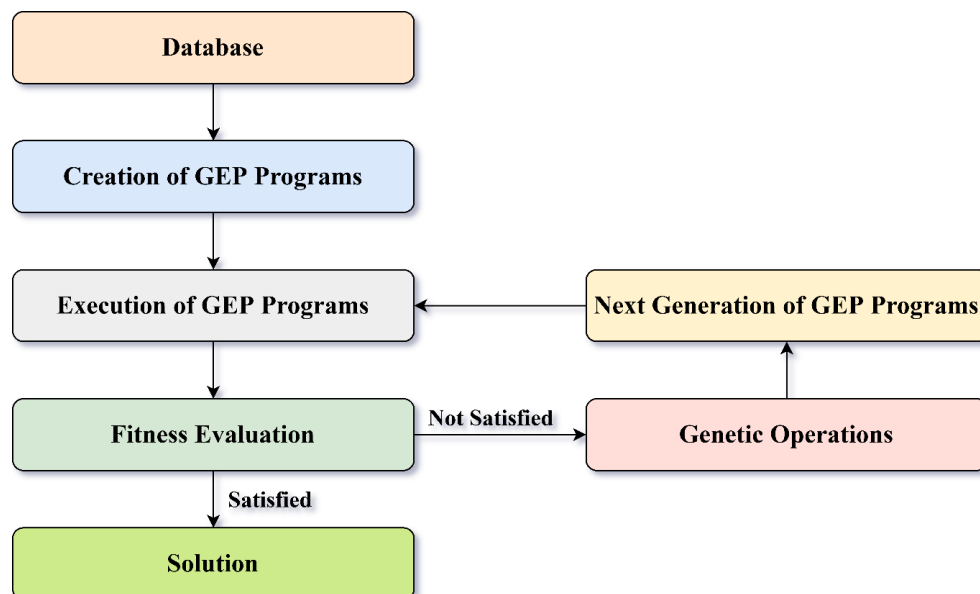 Database
Creation of GEP Programs
Execution of GEP Programs
Next Generation of GEP Programs
Fitness Evaluation
Not Satisfied
Genetic Operations
Satisfied
Solution